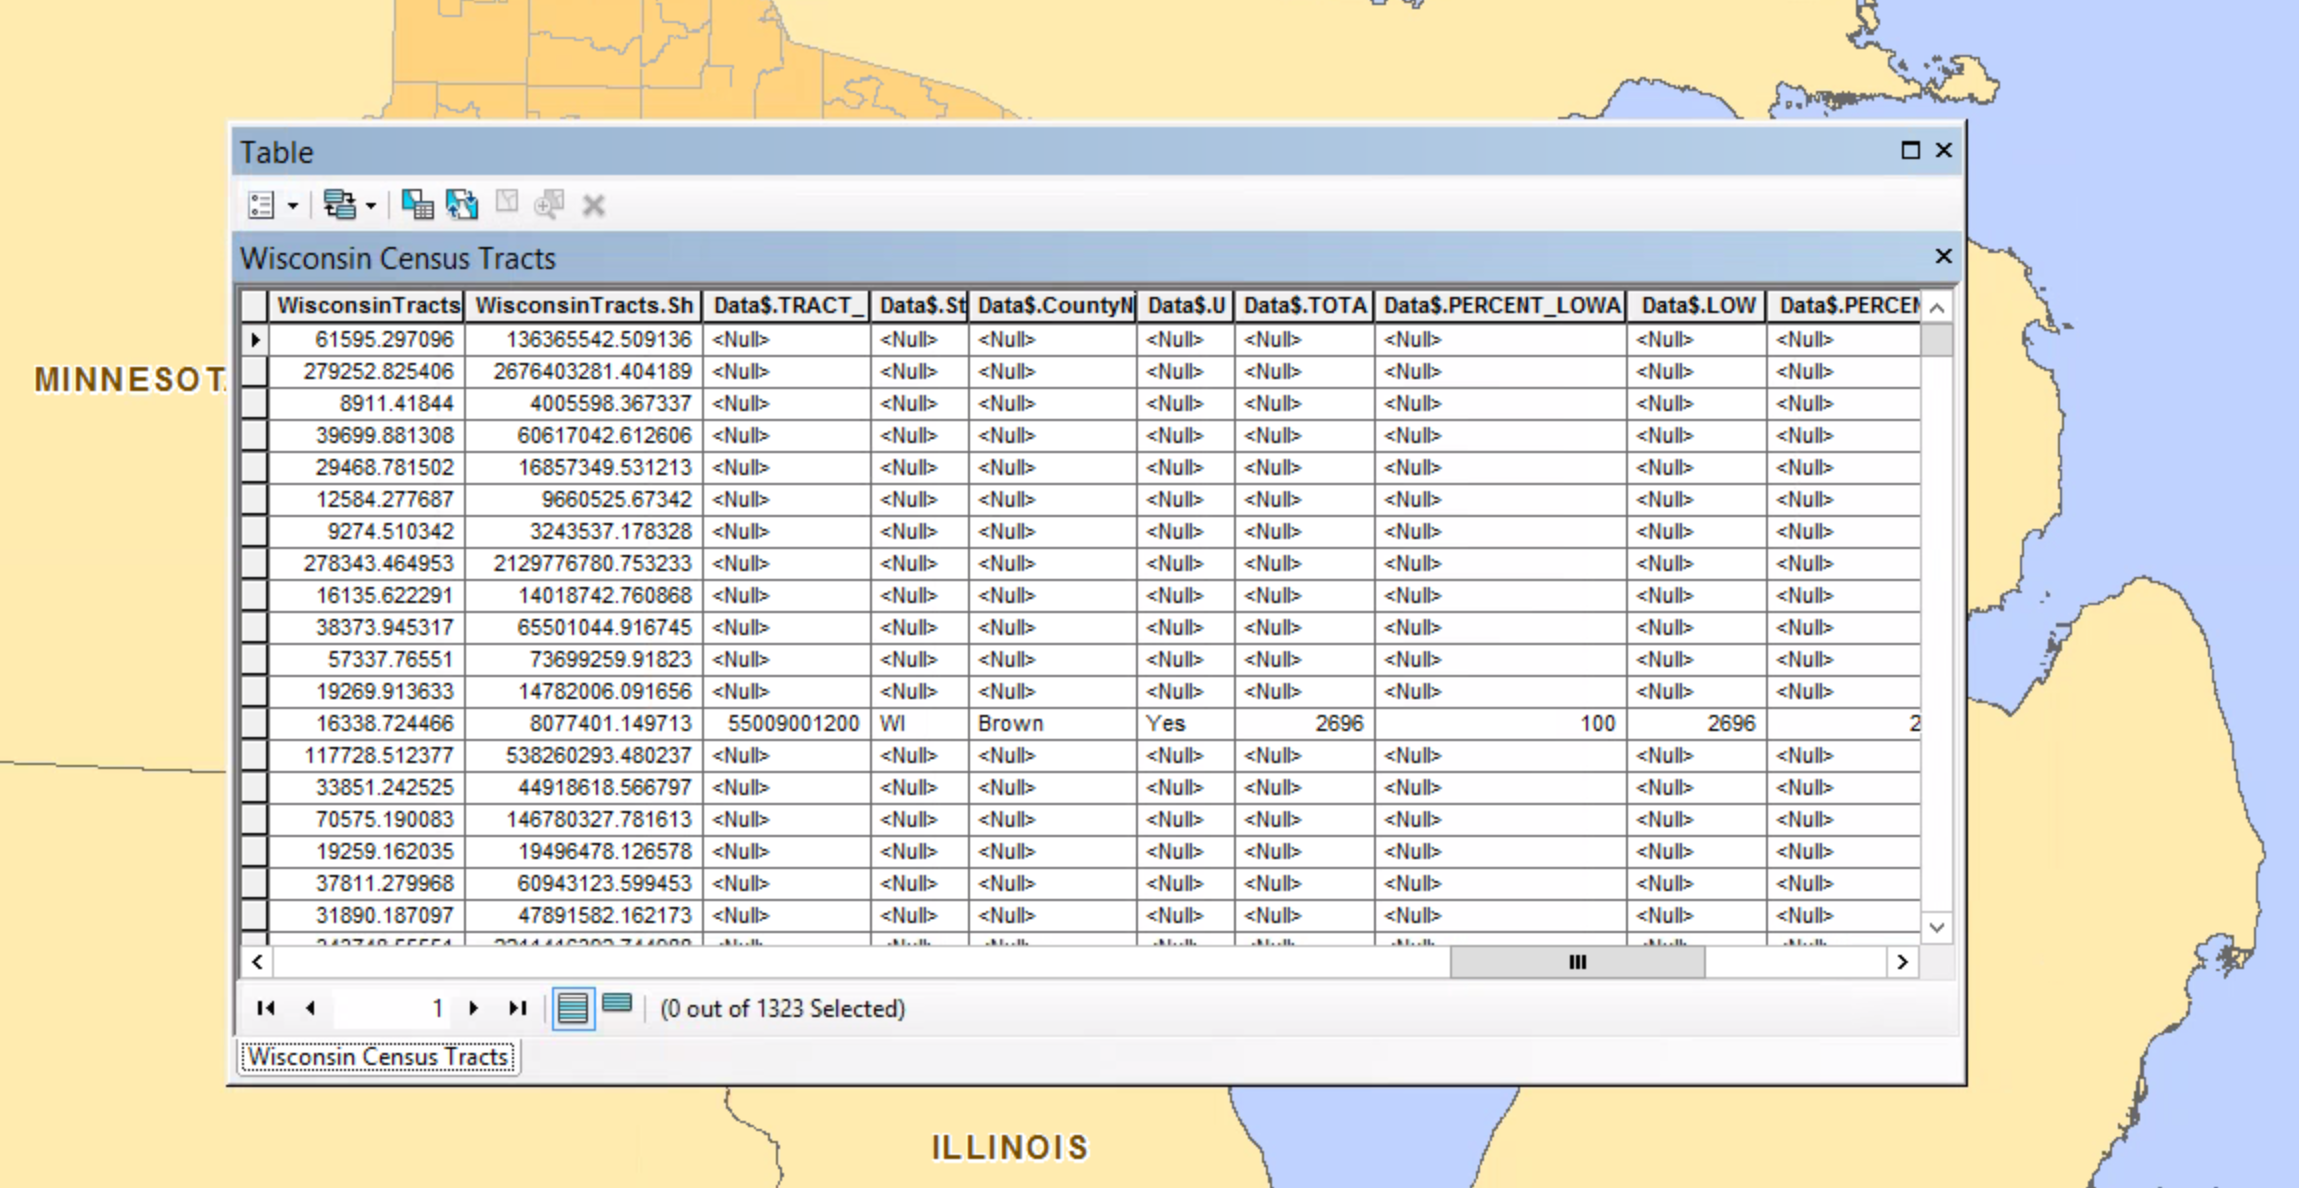 Table
Wisconsin Census Tracts
WisconsinTracts WisconsinTracts.Sh Data$.TRACT_ Data$.St Data$.CountyN Data$.U Data$.TOTA Data$.PERCENT_LOWA Data$.LOW Data$.PERCEN
61595.297096 136365542.509136 <Null> <Null> <Null> <Null> <Null> <Null> <Null> <Null>
279252.825406 2676403281.404189 <Null> <Null> <Null> <Null> <Null> <Null> <Null> <Null>
8911.41844 4005598.367337 <Null> <Null> <Null> <Null> <Null> <Null> <Null> <Null>
39699.881308 60617042.612606 <Null> <Null> <Null> <Null> <Null> <Null> <Null> <Null>
29468.781502 16857349.531213 <Null> <Null> <Null> <Null> <Null> <Null> <Null> <Null>
12584.277687 9660525.67342 <Null> <Null> <Null> <Null> <Null> <Null> <Null> <Null>
9274.510342 3243537.178328 <Null> <Null> <Null> <Null> <Null> <Null> <Null> <Null>
278343.464953 2129776780.753233 <Null> <Null> <Null> <Null> <Null> <Null> <Null> <Null>
16135.622291 14018742.760868 <Null> <Null> <Null> <Null> <Null> <Null> <Null> <Null>
38373.945317 65501044.916745 <Null> <Null> <Null> <Null> <Null> <Null> <Null> <Null>
57337.76551 73699259.91823 <Null> <Null> <Null> <Null> <Null> <Null> <Null> <Null>
19269.913633 14782006.091656 <Null> <Null> <Null> <Null> <Null> <Null> <Null> <Null>
16338.724466 8077401.149713 55009001200 WI Brown Yes 2696 100 2696 2
117728.512377 538260293.480237 <Null> <Null> <Null> <Null> <Null> <Null> <Null> <Null>
33851.242525 44918618.566797 <Null> <Null> <Null> <Null> <Null> <Null> <Null> <Null>
70575.190083 146780327.781613 <Null> <Null> <Null> <Null> <Null> <Null> <Null> <Null>
19259.162035 19496478.126578 <Null> <Null> <Null> <Null> <Null> <Null> <Null> <Null>
37811.279968 60943123.599453 <Null> <Null> <Null> <Null> <Null> <Null> <Null> <Null>
31890.187097 47891582.162173 <Null> <Null> <Null> <Null> <Null> <Null> <Null> <Null>
1 (0 out of 1323 Selected)
Wisconsin Census Tracts
MINNESOT
ILLINOIS